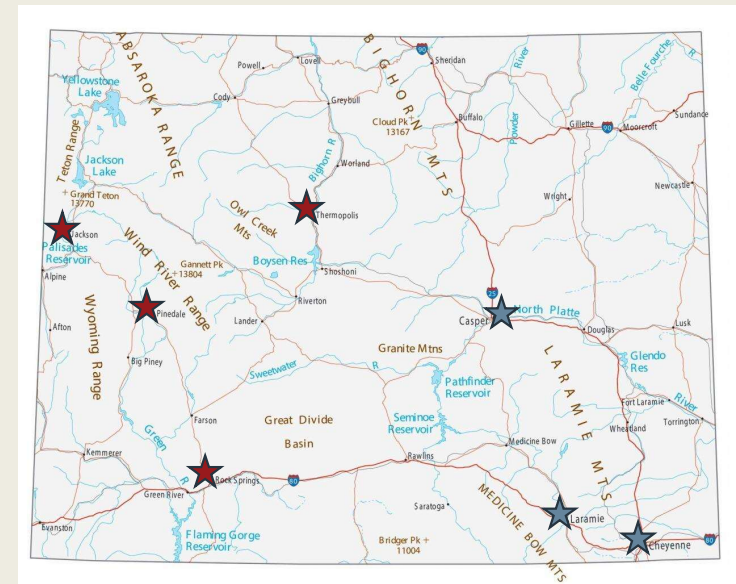 ABSAROKA RANGE
BIGHORN MTS
90
Sheridan
River
Belle Fourche R
Lovell
Powell
Yellowstone
Lake
Cody
Greybull
Cloud Pk +
13167
Buffalo
Powder
Gillette
90
Moorcroft
Sundance
Teton Range
Jackson
Lake
Bighorn R
Worland
+ Grand Teton
13770
Newcastle
Wright
Owl Creek
Mts
Thermopolis
Jackson
Palisades
Reservoir
Wind River Range
Gannett Pk
+13804
Boysen Res
Shoshoni
Alpine
Riverton
25
North Platte
Casper
Pinedale
Lander
Douglas
Lusk
Afton
Wyoming Range
Granite Mtns
LARAMIE MTS
Glendo
Res
Big Piney
Sweetwater R
Pathfinder
Reservoir
Fort Laramie
River
Torrington
Farson
Great Divide
Basin
Seminoe
Reservoir
Wheatland
Green R
Medicine Bow
Kemmerer
Rawlins
Rock Springs
80
Green River
MEDICINE BOW MTS
Saratoga
Laramie
Evanston
Flaming Gorge
Reservoir
Bridger Pk +
11004
Cheyenne
80